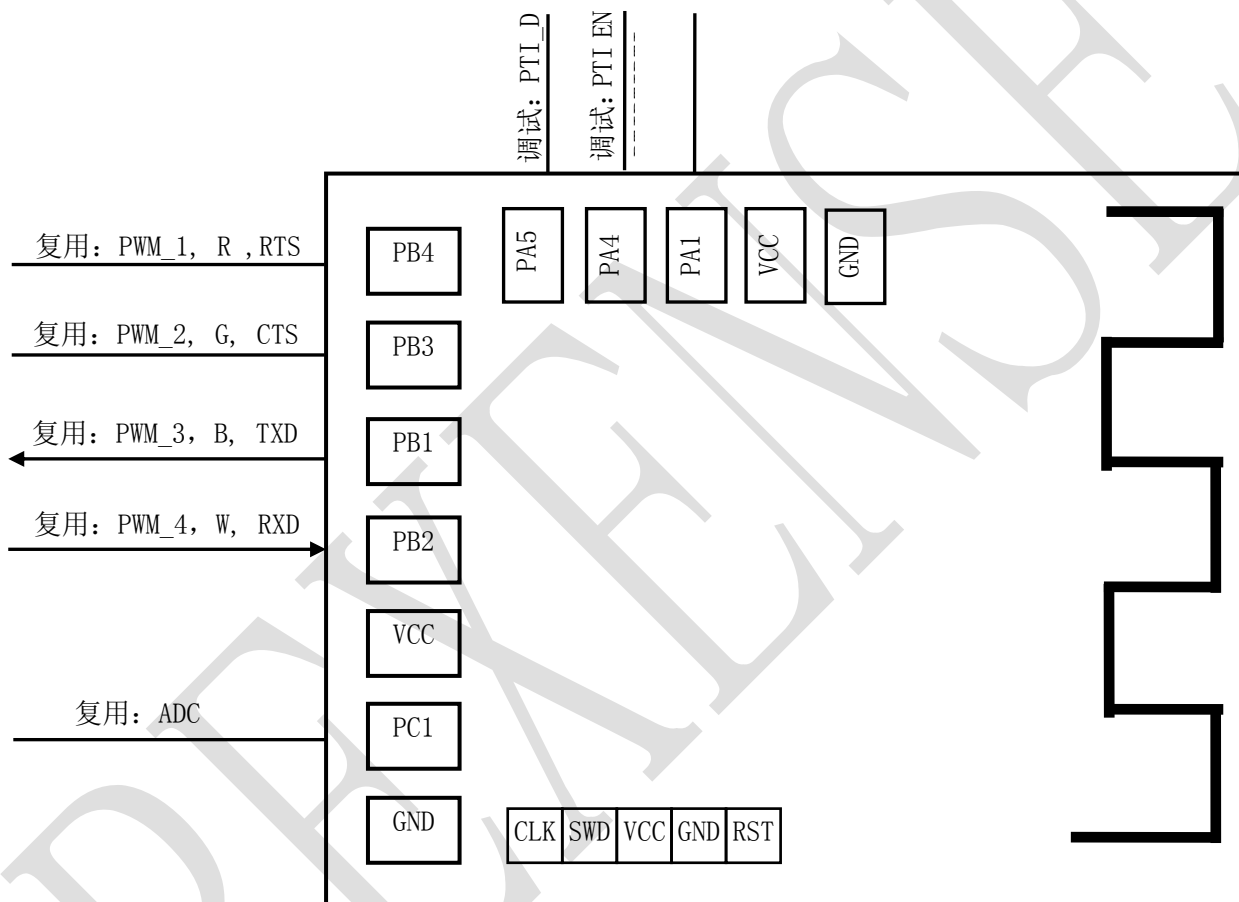 调试: PTI_D
调试: PTI EN
复用: PWM_1, R ,RTS
PB4
PA5
PA4
PA1
VCC
GND
复用: PWM_2, G, CTS
PB3
复用: PWM_3, B, TXD
PB1
复用: PWM_4, W, RXD
PB2
VCC
复用: ADC
PC1
GND
CLK SWD VCC GND RST
PEXENSE